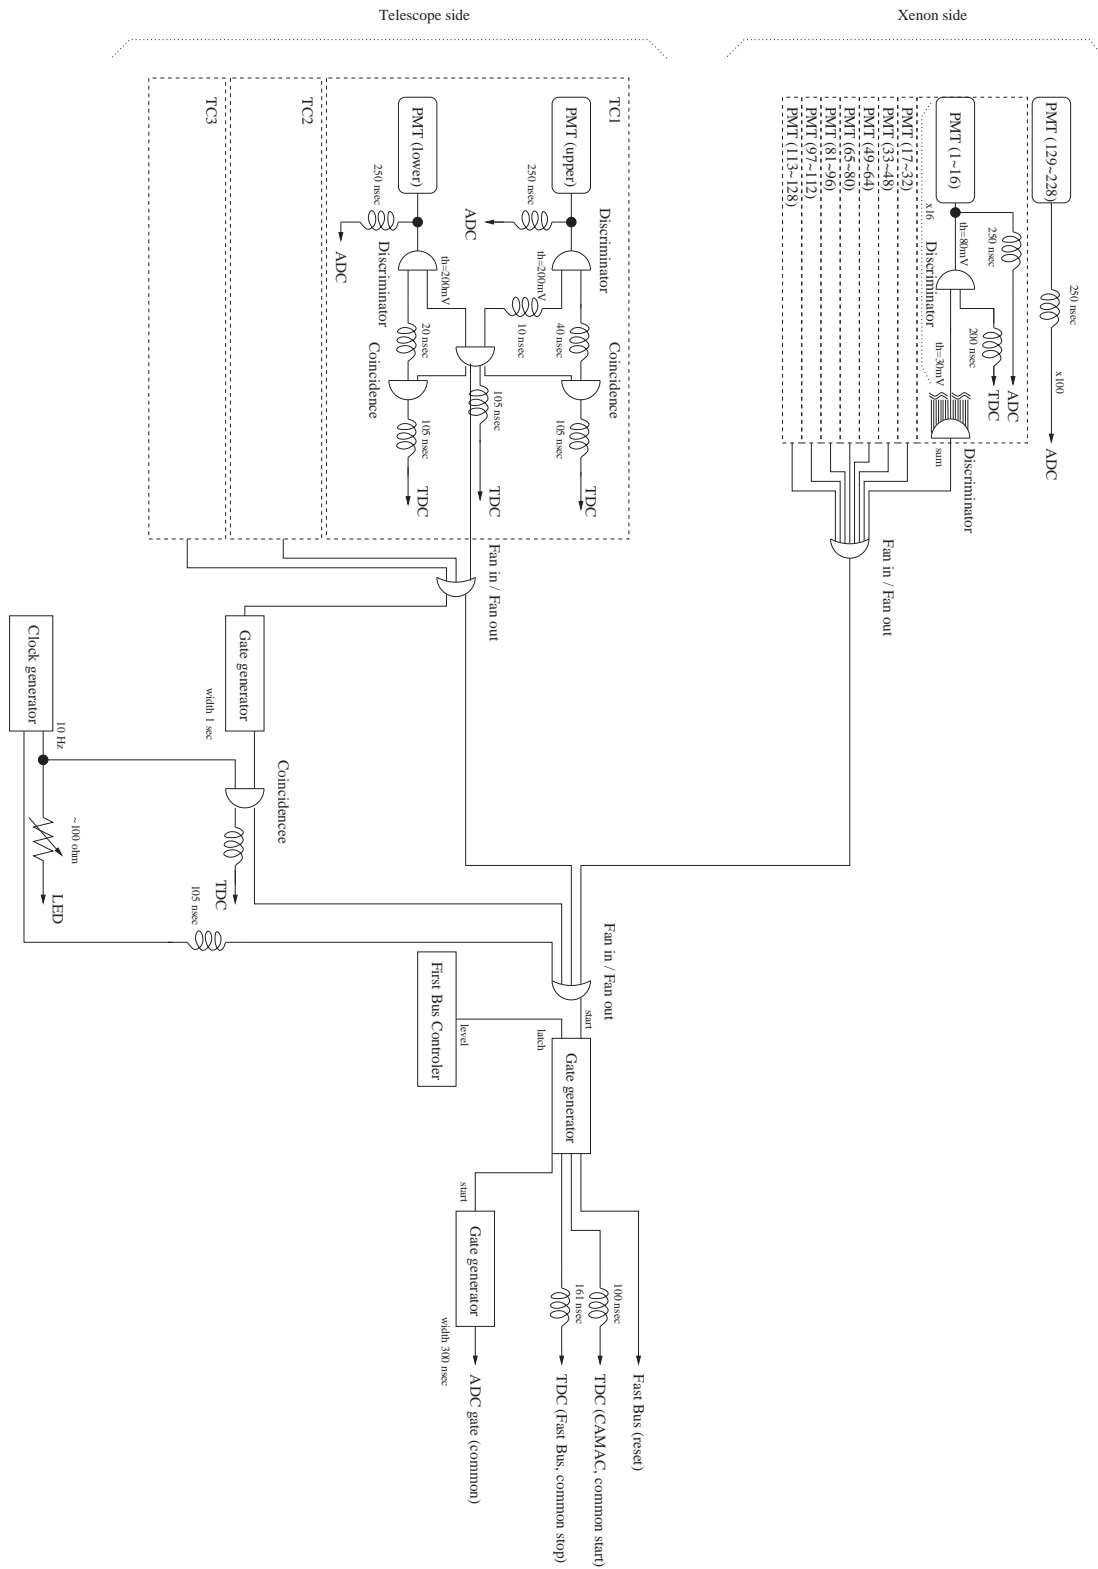 Telescope side
Xenon side
TC3
TC2
TC1
PMT (lower)
PMT (upper)
250 nsec
250 nsec
ADC
ADC
Discriminator
Discriminator
th=200mV
th=200mV
20 nsec
10 nsec
40 nsec
Coincidence
Coincidence
105 nsec
105 nsec
105 nsec
TDC
TDC
TDC
Fan in / Fan out
PMT (129~228)
250 nsec
x100
ADC
PMT (1~16)
x16
th=80mV
250 nsec
Discriminator
200 nsec
th=30mV
TDC
ADC
sum
Discriminator
PMT (17~32)
PMT (33~48)
PMT (49~64)
PMT (65~80)
PMT (81~96)
PMT (97~112)
PMT (113~128)
Fan in / Fan out
Clock generator
10 Hz
~100 ohm
LED
Gate generator
width 1 sec
Coincidencee
TDC
105 nsec
Fan in / Fan out
First Bus Controler
level
latch
start
Gate generator
start
Gate generator
width 300 nsec
161 nsec
100 nsec
ADC gate (common)
TDC (Fast Bus, common stop)
TDC (CAMAC, common start)
Fast Bus (reset)